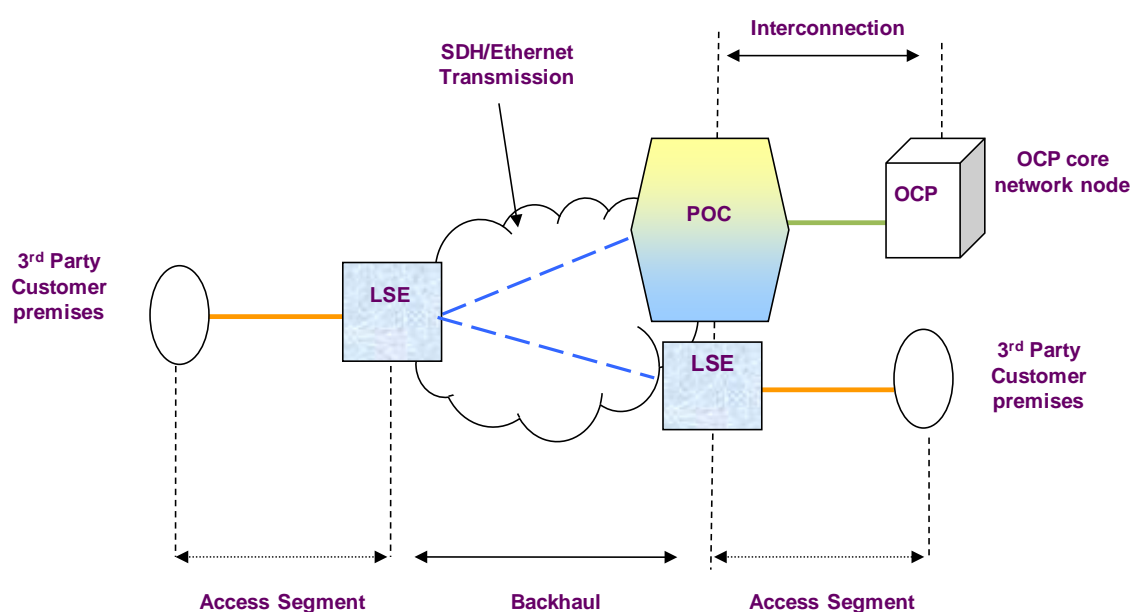 Interconnection
SDH/Ethernet
Transmission
OCP core
network node
OCP
POC
3rd Party
Customer
premises
LSE
LSE
3rd Party
Customer
premises
Access Segment
Backhaul
Access Segment